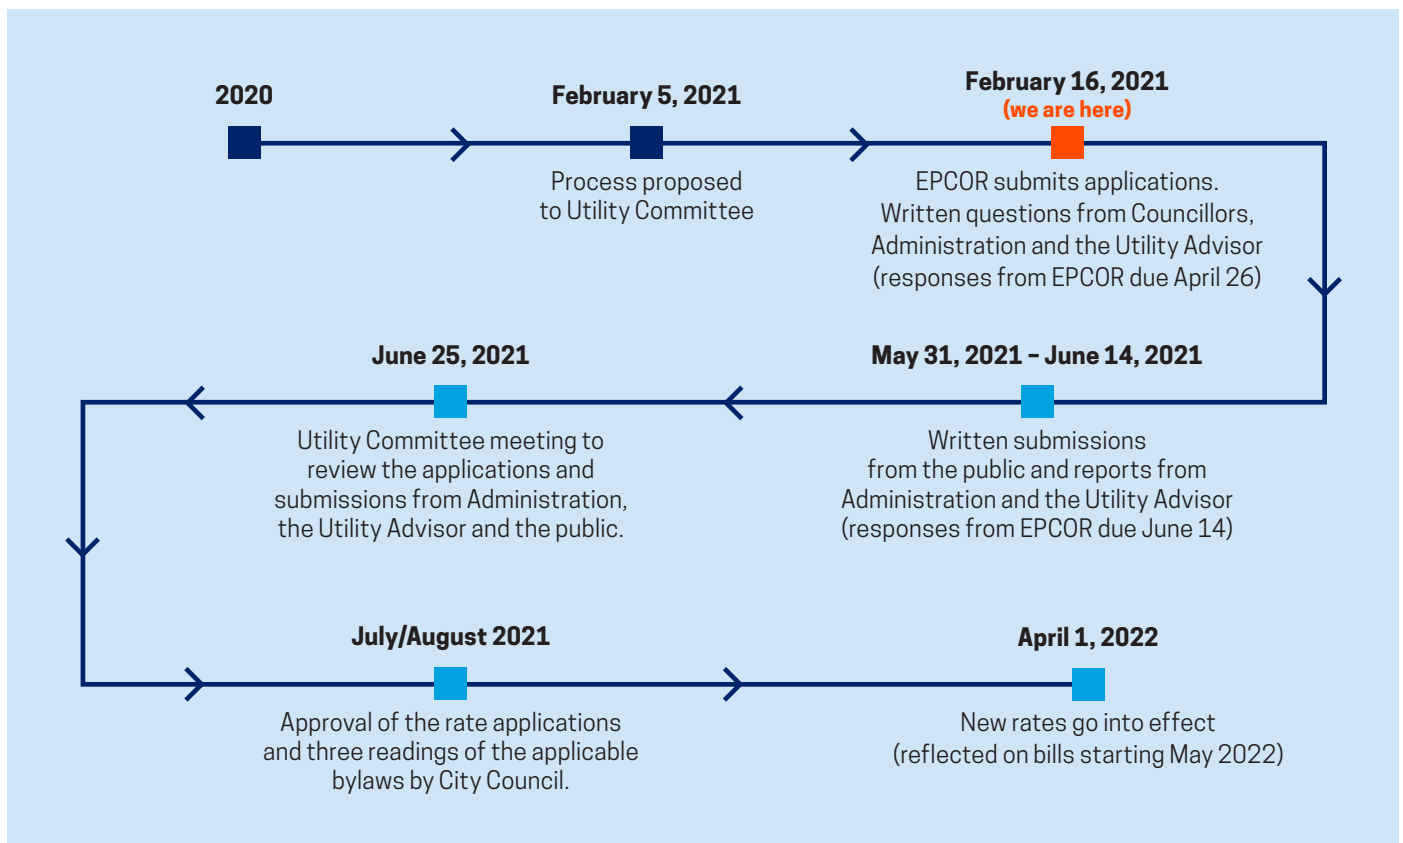 2020
February 5, 2021
Process proposed
to Utility Committee
February 16, 2021
(we are here)
EPCOR submits applications.
Written questions from Councillors,
Administration and the Utility Advisor
(responses from EPCOR due April 26)
May 31, 2021 – June 14, 2021
Written submissions
from the public and reports from
Administration and the Utility Advisor
(responses from EPCOR due June 14)
June 25, 2021
Utility Committee meeting to
review the applications and
submissions from Administration,
the Utility Advisor and the public.
July/August 2021
Approval of the rate applications
and three readings of the applicable
bylaws by City Council.
April 1, 2022
New rates go into effect
(reflected on bills starting May 2022)